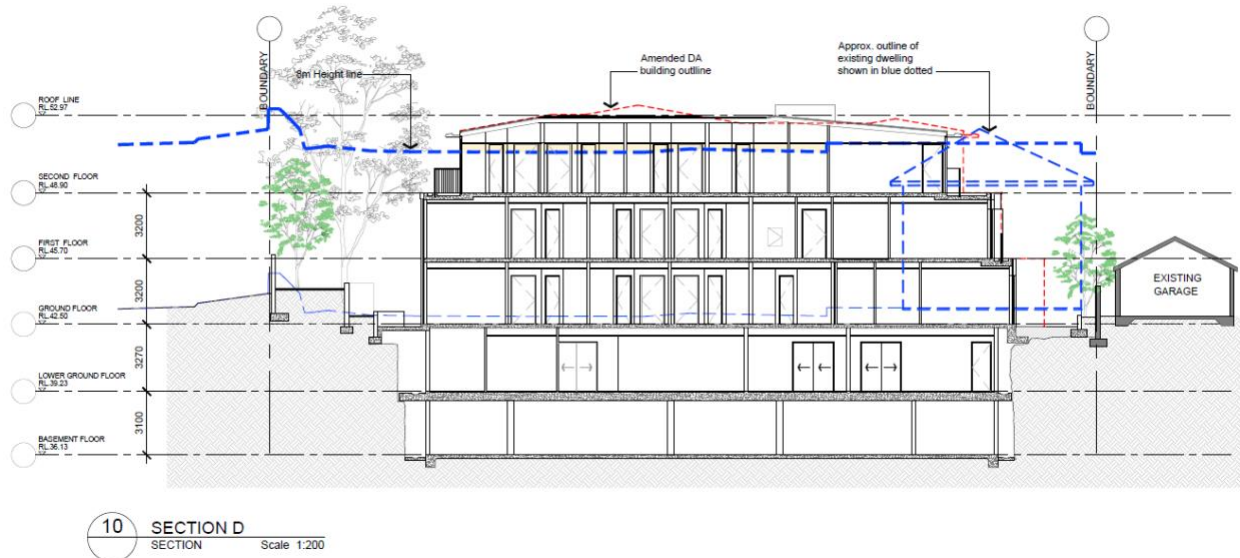 BOUNDARY
8m Height line
Amended DA
building outlline
Approx. outline of
existing dwelling
shown in blue dotted
BOUNDARY
ROOF LINE
RL.52.97
SECOND FLOOR
RL.48.90
3200
FIRST FLOOR
RL.45.70
3200
GROUND FLOOR
RL.42.50
3270
LOWER GROUND FLOOR
RL.39.23
3100
BASEMENT FLOOR
RL.36.13
EXISTING
GARAGE
10 SECTION D
SECTION Scale 1:200